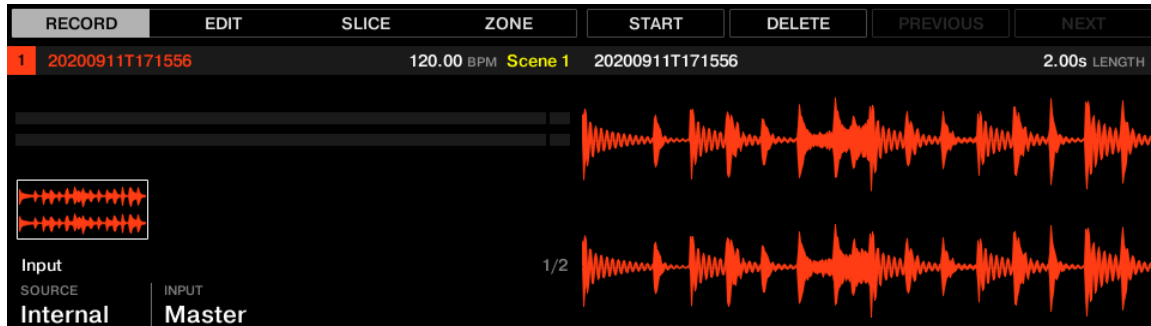 RECORD EDIT SLICE ZONE START DELETE PREVIOUS NEXT
1 20200911T171556 120.00 BPM Scene 1 20200911T171556 2.00s LENGTH
Input 1/2
SOURCE INPUT
Internal Master